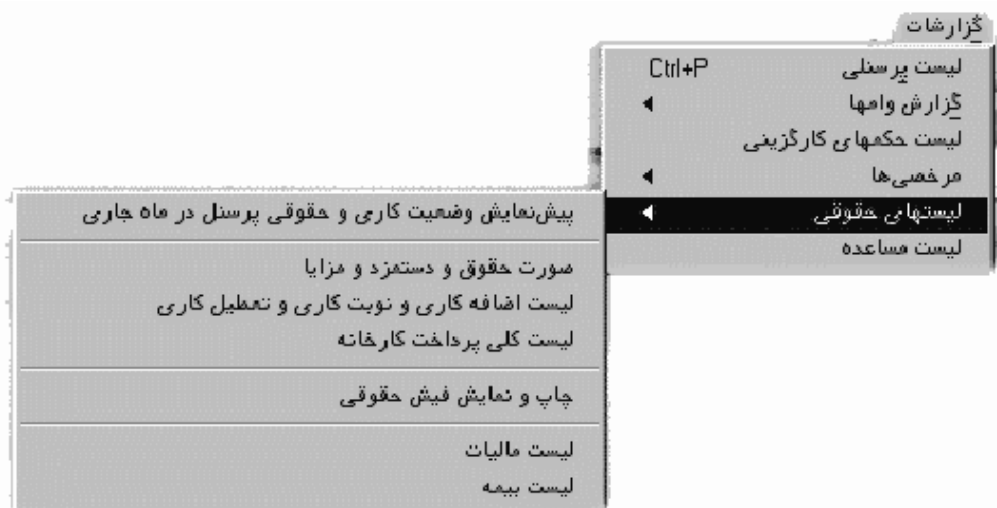 گزارشات
لیست پرسنلی Ctrl+P
گزارش وامها
لیست حکمهای کارگزینی
مرخصی‌ها
لیستهای حقوقی
لیست مساعده
پیش‌نمایش وضعیت کاری و حقوقی پرسنل در ماه جاری
صورت حقوق و دستمزد و مزایا
لیست اضافه کاری و نوبت کاری و تعطیل کاری
لیست کلی پرداخت کارخانه
چاپ و نمایش فیش حقوقی
لیست مالیات
لیست بیمه